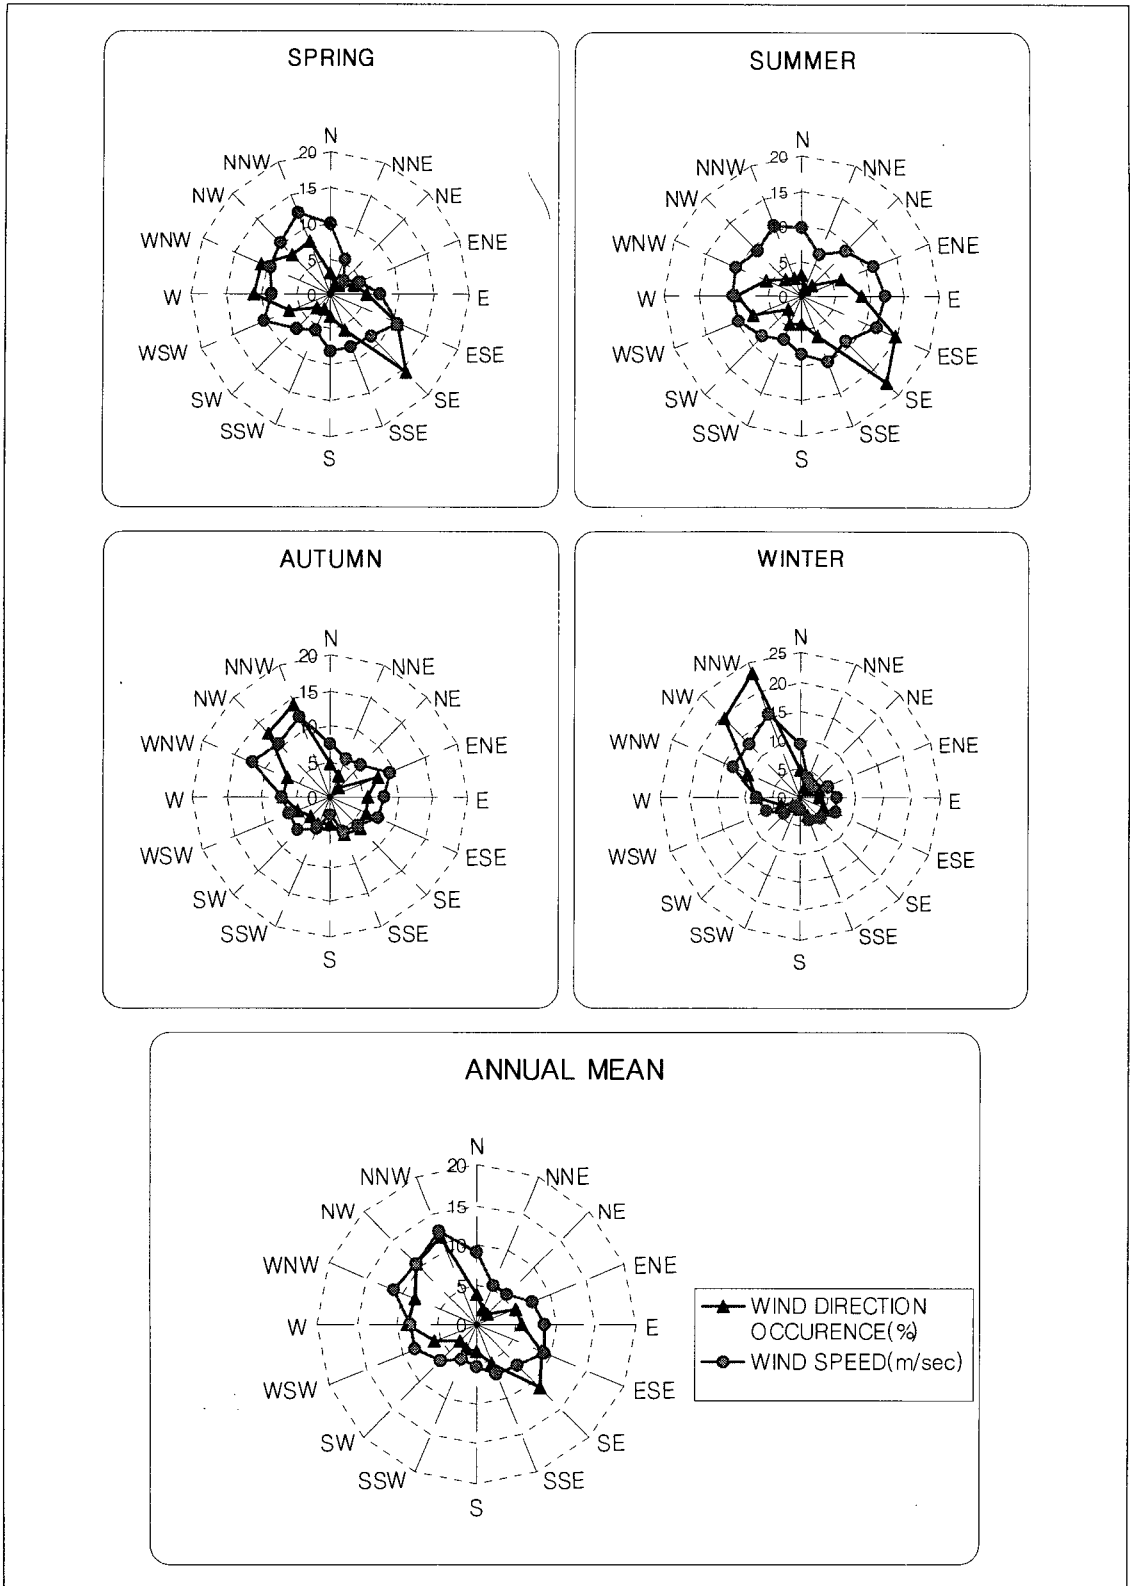 SPRING
N
NNE
NE
ENE
E
ESE
SE
SSE
S
SSW
SW
WSW
W
WNW
NW
NNW
20
15
10
5
0
SUMMER
N
NNE
NE
ENE
E
ESE
SE
SSE
S
SSW
SW
WSW
W
WNW
NW
NNW
20
15
10
5
0
AUTUMN
N
NNE
NE
ENE
E
ESE
SE
SSE
S
SSW
SW
WSW
W
WNW
NW
NNW
20
15
10
5
0
WINTER
N
NNE
NE
ENE
E
ESE
SE
SSE
S
SSW
SW
WSW
W
WNW
NW
NNW
25
20
15
10
5
0
ANNUAL MEAN
N
NNE
NE
ENE
E
ESE
SE
SSE
S
SSW
SW
WSW
W
WNW
NW
NNW
20
15
10
5
0
WIND DIRECTION
OCCURENCE(%)
WIND SPEED(m/sec)